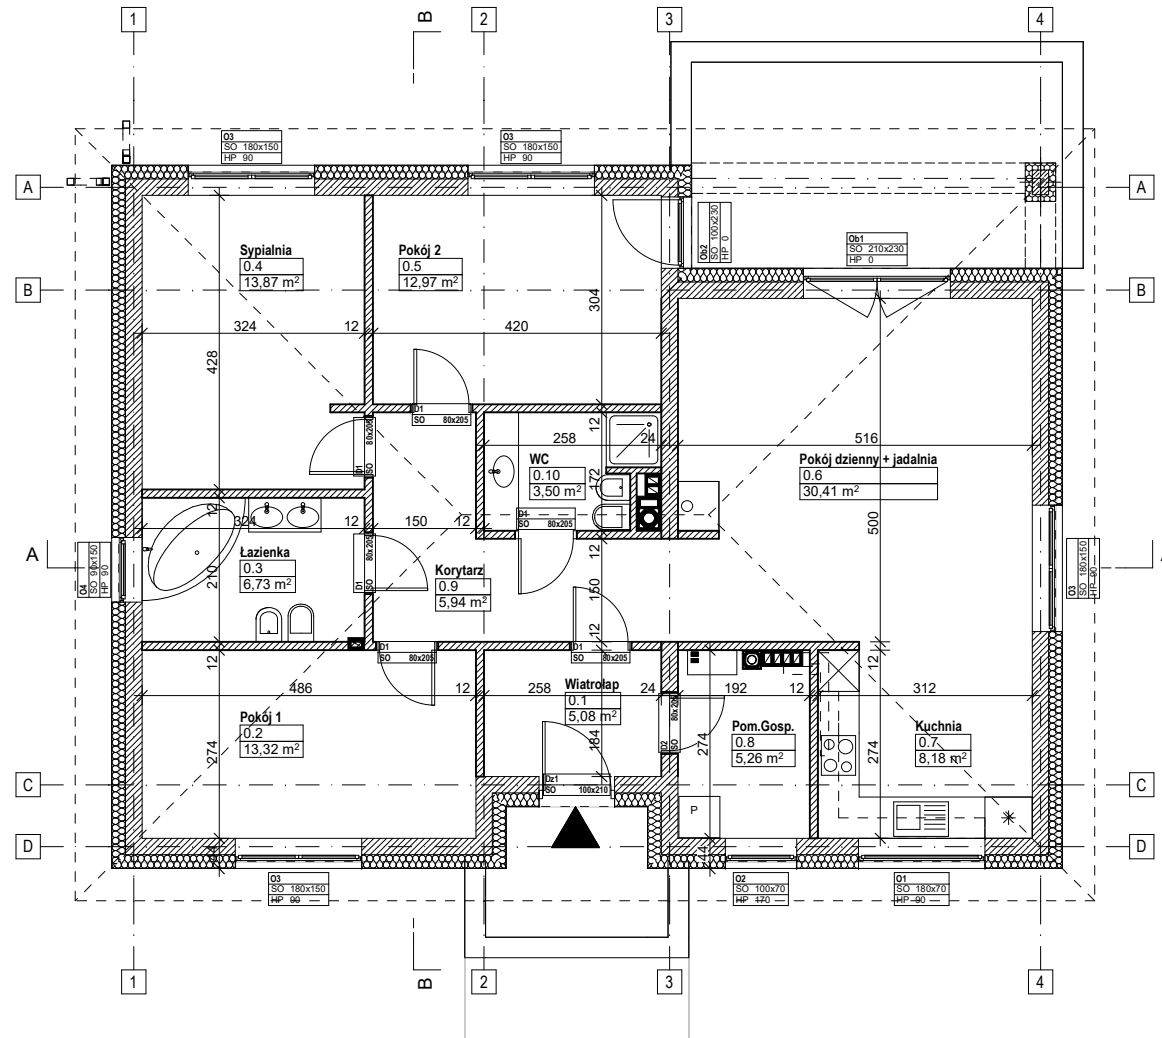 1
B
2
3
4
O3
SO 180x150
HP 90
O3
SO 180x150
HP 90
A
A
Ob2
SO 100x230
HP 0
Ob1
SO 210x230
HP 0
Sypialnia
0.4
13,87 m²
Pokój 2
0.5
12,97 m²
B
B
304
324
12
420
428
D1
SO 80x205
80x205
D1
SO
12
258
24
516
WC
0.10
3,50 m²
172
Pokój dzienny + jadalnia
0.6
30,41 m²
12
324
12
150
12
D1
SO 80x205
500
A
O4
SO 90x150
HP 90
Łazienka
0.3
6,73 m²
210
80x205
D1
SO
Korytarz
0.9
5,94 m²
12
150
12
O3
SO 180x150
HP 90
A
D1
SO 80x205
D1
SO 80x205
12
12
486
12
258
24
192
12
312
Wiatrołap
0.1
5,08 m²
184
80x205
D2
SO
Pokój 1
0.2
13,32 m²
274
Pom.Gosp.
0.8
5,26 m²
274
Kuchnia
0.7
8,18 m²
274
C
Dz1
SO 100x210
C
P
D
44
44
D
O3
SO 180x150
HP 90
O2
SO 100x70
HP 170
O1
SO 180x70
HP 90
1
B
2
3
4